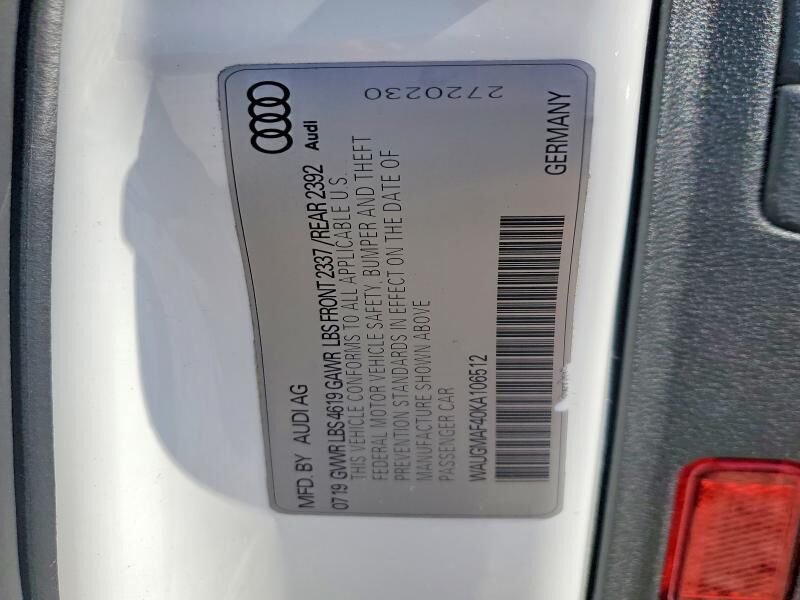 MFD. BY AUDI AG
0719 GVWR LBS 4619 GAWR LBS FRONT 2337 / REAR 2392
THIS VEHICLE CONFORMS TO ALL APPLICABLE U.S.
FEDERAL MOTOR VEHICLE SAFETY, BUMPER AND THEFT
PREVENTION STANDARDS IN EFFECT ON THE DATE OF
MANUFACTURE SHOWN ABOVE
PASSENGER CAR
WAUGMAF40KA106512
Audi
2720230
GERMANY